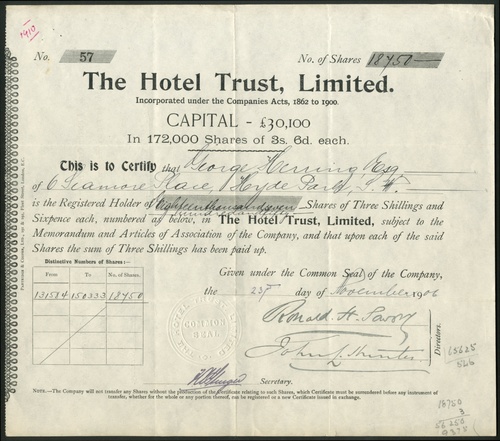 1910
No. 57 No. of Shares 18750
The Hotel Trust, Limited.
Incorporated under the Companies Acts, 1862 to 1900.
CAPITAL - £30,100
In 172,000 Shares of 3s. 6d. each.
This is to Certify that George Herring Esq
of 6 Seamore Place, Hyde Park, S.W.
is the Registered Holder of Eighteen thousand seven Shares of Three Shillings and
Sixpence each, numbered as below, in The Hotel Trust, Limited, subject to the
Memorandum and Articles of Association of the Company, and that upon each of the said
Shares the sum of Three Shillings has been paid up.
Distinctive Numbers of Shares:—
From To No. of Shares.
131584 150333 18750
Given under the Common Seal of the Company,
the 23 day of November 1906
COMMON SEAL
Ronald H. Savory
John Hunter
Directors.
Secretary.
NOTE.—The Company will not transfer any Shares without the production of the Certificate relating to such Shares, which Certificate must be surrendered before any instrument of
transfer, whether for the whole or any portion thereof, can be registered or a new Certificate issued in exchange.
65625
18750
3
56250